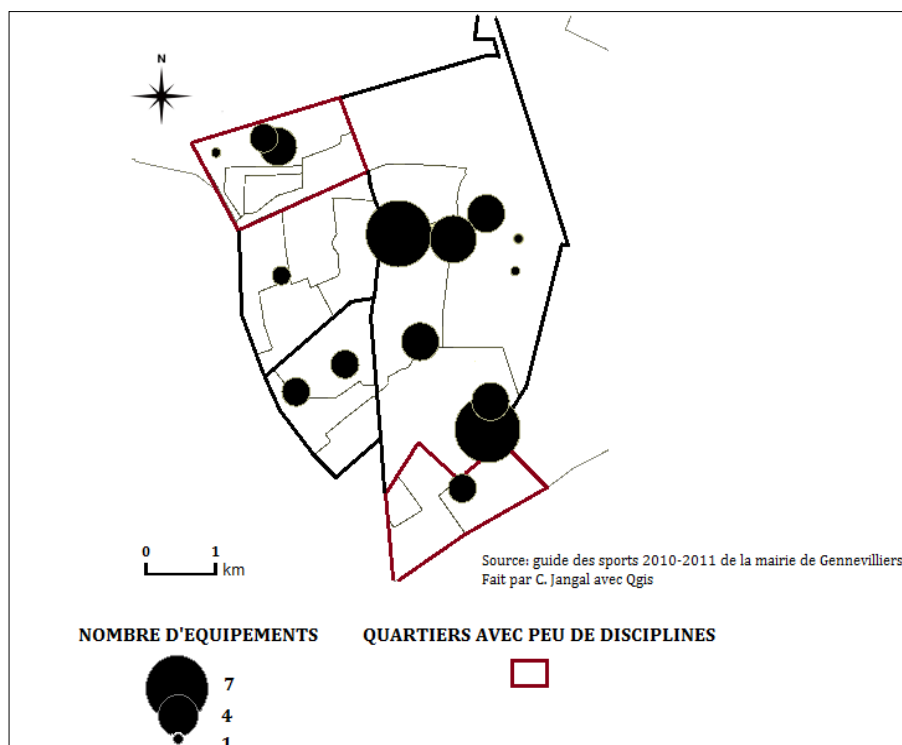 N
0 1
km
Source: guide des sports 2010-2011 de la mairie de Gennevilliers
Fait par C. Jangal avec Qgis
NOMBRE D'EQUIPEMENTS
QUARTIERS AVEC PEU DE DISCIPLINES
7
4
1